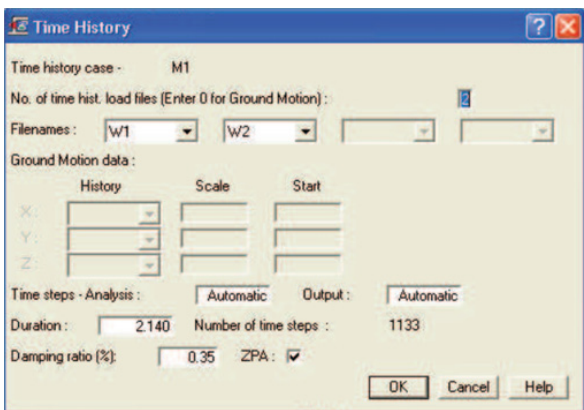 Time History
Time history case - M1
No. of time hist. load files (Enter 0 for Ground Motion) : 2
Filenames : W1 W2
Ground Motion data :
History Scale Start
X :
Y :
Z :
Time steps - Analysis : Automatic Output : Automatic
Duration : 2.140 Number of time steps : 1133
Damping ratio (%): 0.35 ZPA :
OK Cancel Help